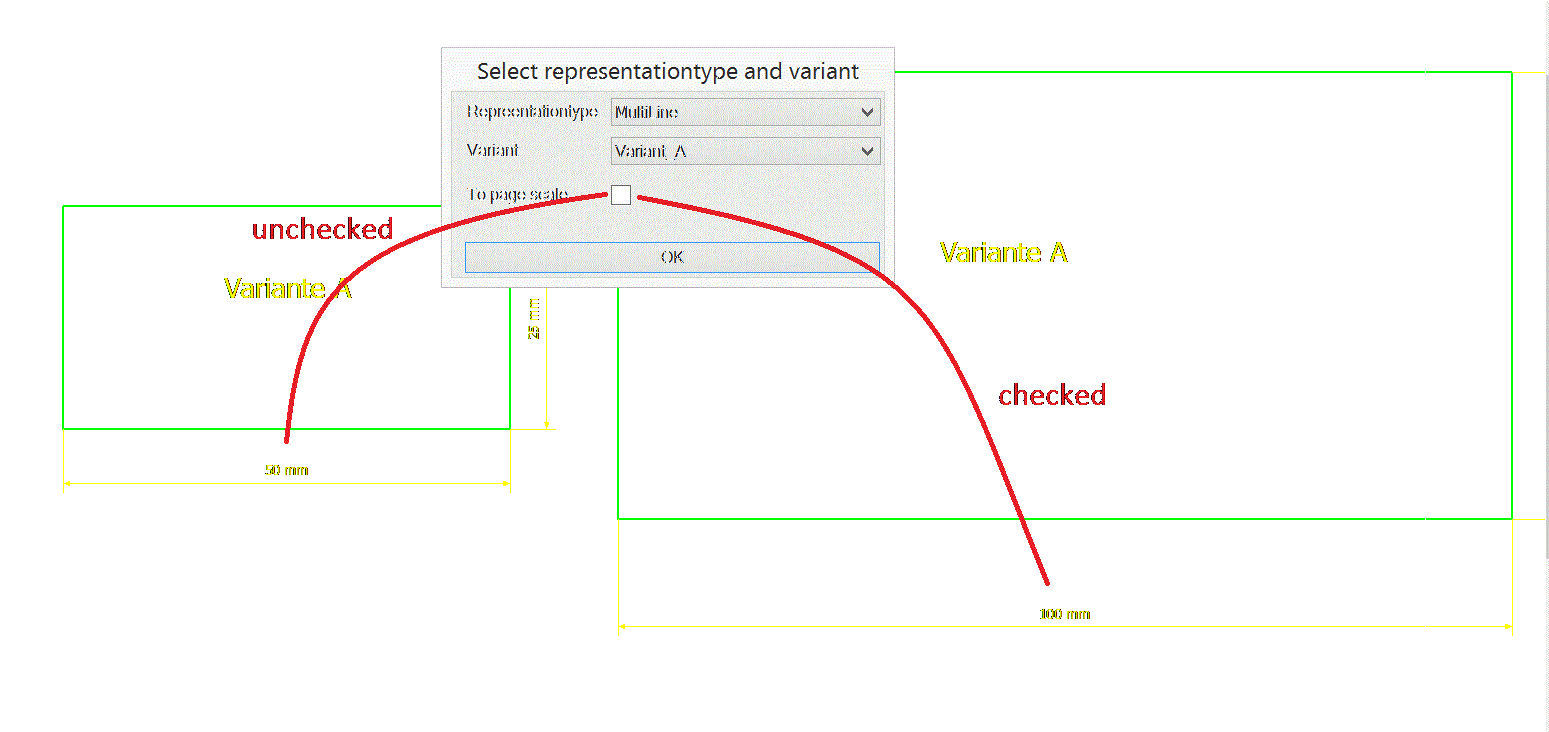 Select representationtype and variant
Repreentationtype
MultiLine
Variant
Variant_A
To page scale
OK
unchecked
Variante A
Variante A
25 mm
checked
50 mm
100 mm